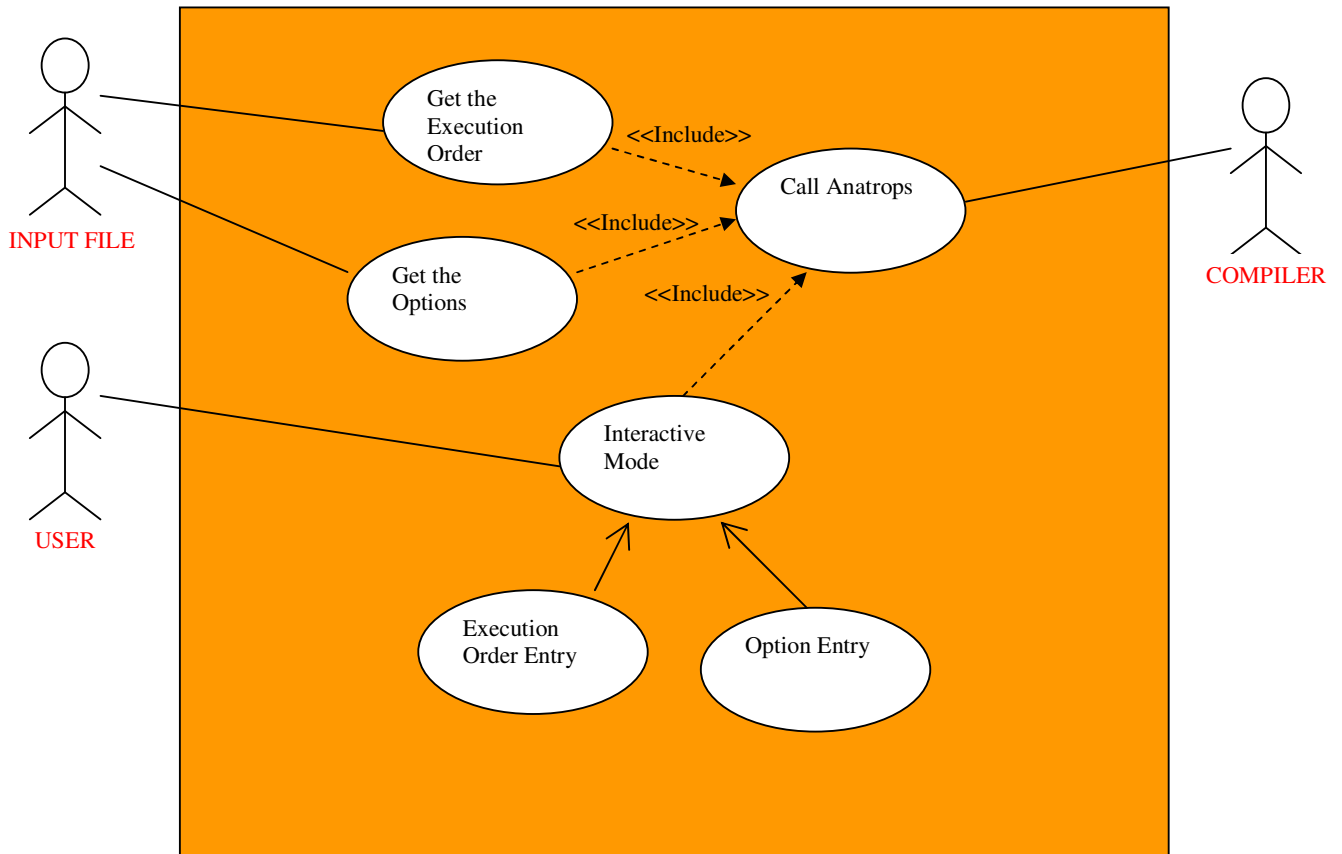 Get the
Execution
Order
<<Include>>
Call Anatrops
INPUT FILE
<<Include>>
Get the
Options
<<Include>>
COMPILER
Interactive
Mode
USER
Execution
Order Entry
Option Entry